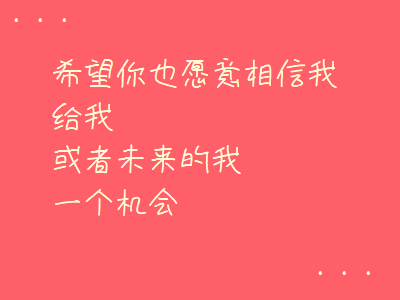 . . .
希望你也愿意相信我
给我
或者未来的我
一个机会
. . .